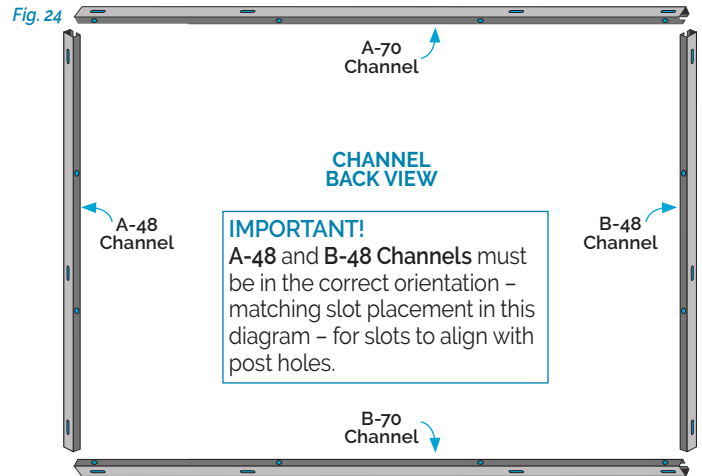 Fig. 24
A-70
Channel
CHANNEL
BACK VIEW
A-48
Channel
B-48
Channel
IMPORTANT!
A-48 and B-48 Channels must
be in the correct orientation –
matching slot placement in this
diagram – for slots to align with
post holes.
B-70
Channel